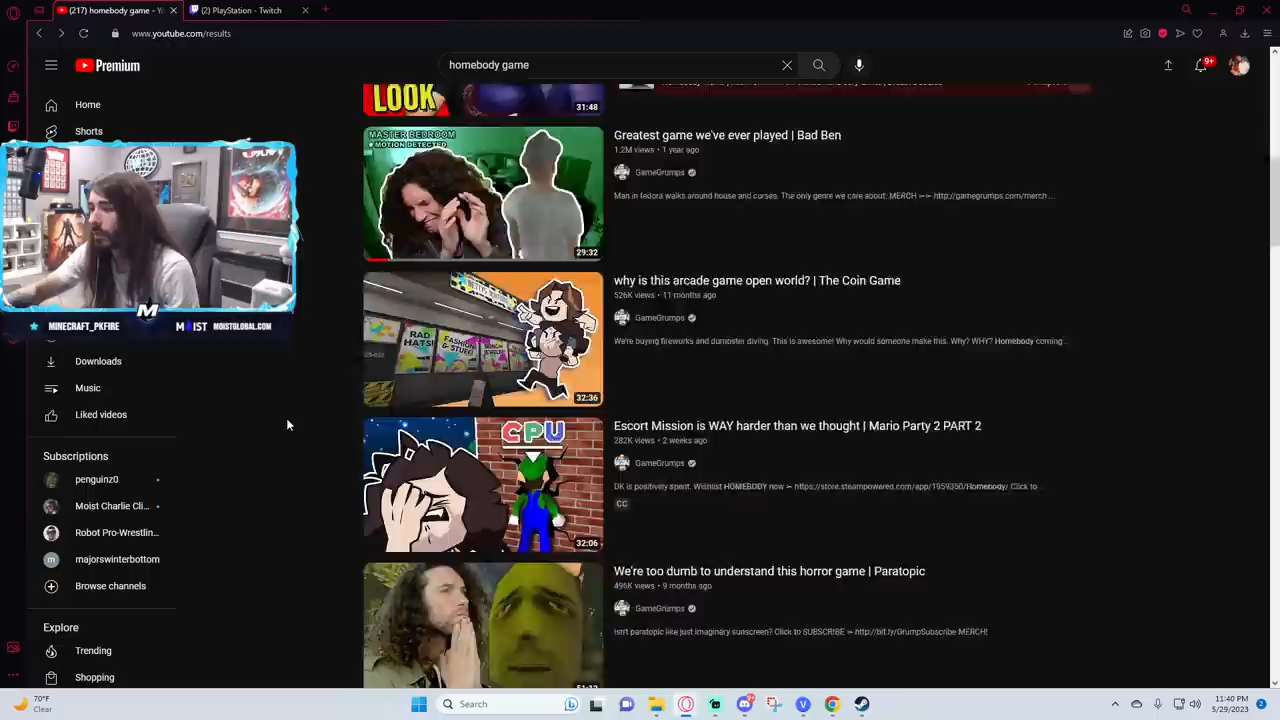 (217) homebody game - Yo
(2) PlayStation - Twitch
www.youtube.com/results
Premium
homebody game
9+
Home
Shorts
LOOK
31:48
MASTER BEDROOM
MOTION DETECTED
29:32
Greatest game we've ever played | Bad Ben
1.2M views • 1 year ago
GameGrumps
Man in fedora walks around house and curses. The only genre we care about. MERCH ➳ http://gamegrumps.com/merch ...
MINECRAFT_PKFIRE
M
MOIST
MOISTGLOBAL.COM
Downloads
Music
Liked videos
RAD HATS!
FASHION & STUFF!
32:36
why is this arcade game open world? | The Coin Game
526K views • 11 months ago
GameGrumps
We're buying fireworks and dumpster diving. This is awesome! Why would someone make this. Why? WHY? Homebody coming...
CPU
32:06
Escort Mission is WAY harder than we thought | Mario Party 2 PART 2
282K views • 2 weeks ago
GameGrumps
DK is positively spent. Wishlist HOMEBODY now ➳ https://store.steampowered.com/app/1959350/Homebody/ Click to
CC
Subscriptions
penguinz0
Moist Charlie Cli...
Robot Pro-Wrestlin...
m
majorswinterbottom
Browse channels
We're too dumb to understand this horror game | Paratopic
496K views • 9 months ago
GameGrumps
Isn't paratopic like just imaginary sunscreen? Click to SUBSCRIBE ➳ http://bit.ly/GrumpSubscribe MERCH!
Explore
Trending
Shopping
70°F
Clear
Search
9+
11:40 PM
5/29/2023
2